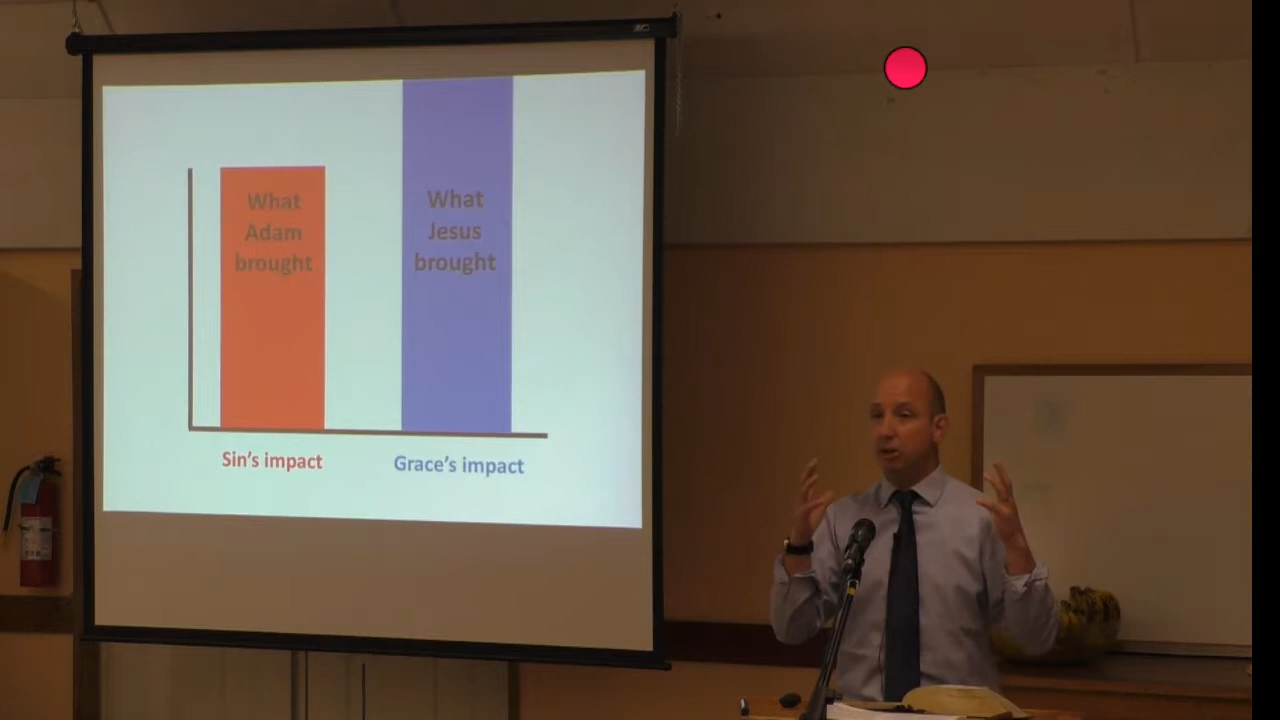 What
Adam
brought
What
Jesus
brought
Sin's impact
Grace's impact